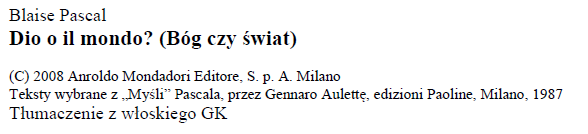 Blaise Pascal
Dio o il mondo? (Bóg czy świat)
(C) 2008 Anroldo Mondadori Editore, S. p. A. Milano
Teksty wybrane z „Myśli” Pascala, przez Gennaro Aulettę, edizioni Paoline, Milano, 1987
Tłumaczenie z włoskiego GK